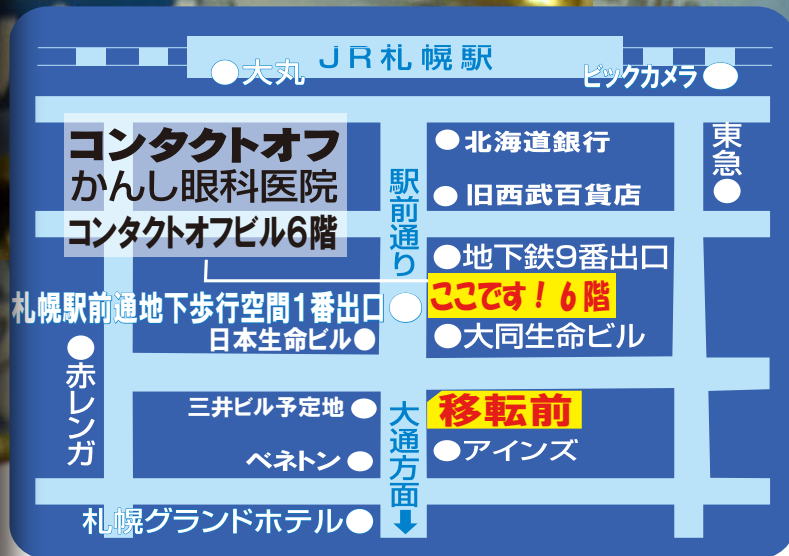 JR札幌駅
大丸
ビックカメラ
東急
コンタクトオフ
かんし眼科医院
コンタクトオフビル6階
北海道銀行
旧西武百貨店
駅前通り
地下鉄9番出口
札幌駅前通地下歩行空間1番出口
ここです！6階
日本生命ビル
大同生命ビル
赤レンガ
三井ビル予定地
移転前
大通方面
ベネトン
アインズ
札幌グランドホテル